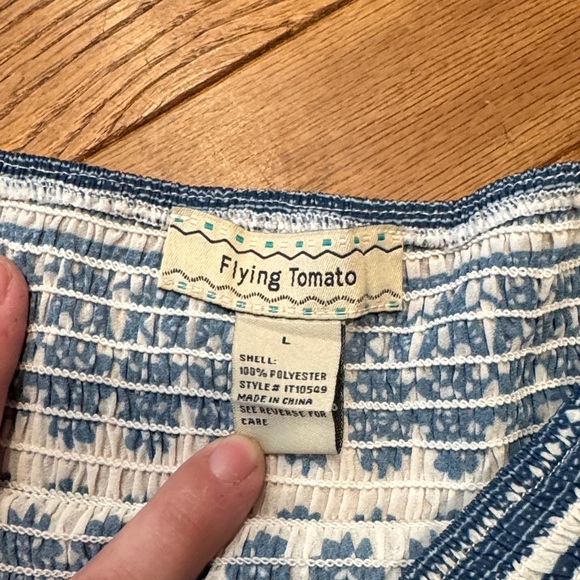 Flying Tomato
L
SHELL:
100% POLYESTER
STYLE# IT10549
MADE IN CHINA
SEE REVERSE FOR
CARE